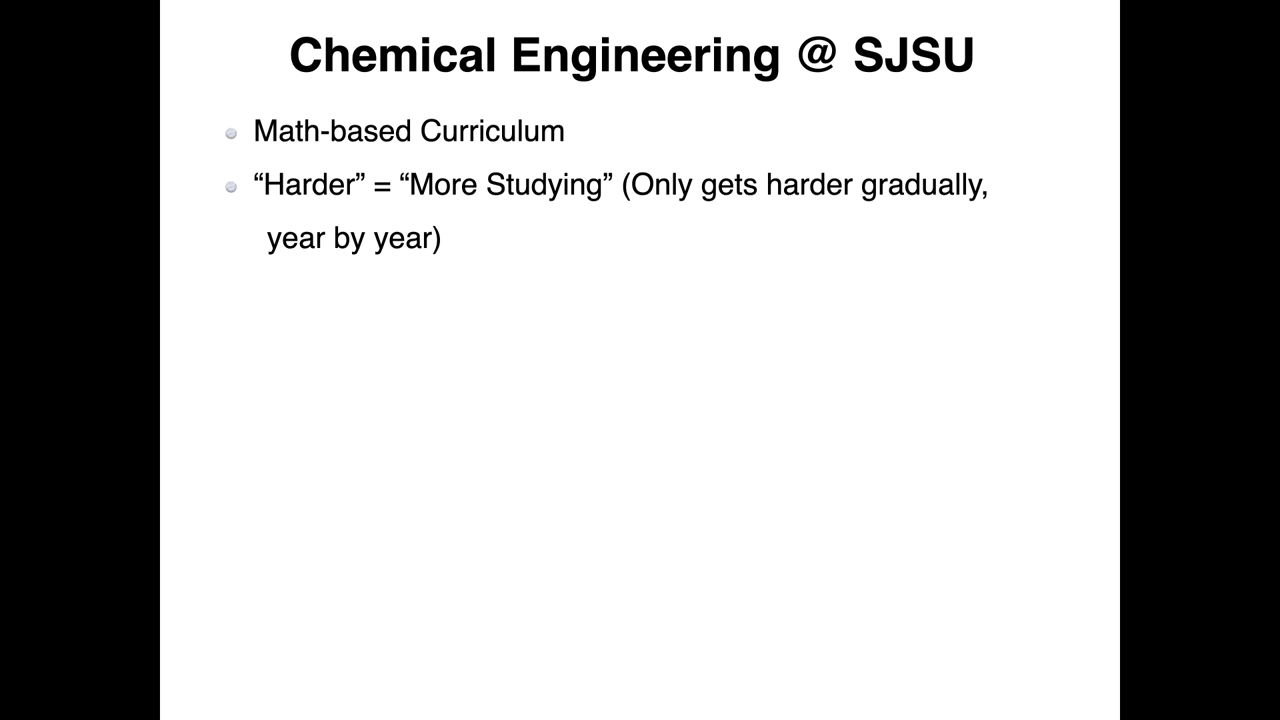 Chemical Engineering @ SJSU
Math-based Curriculum
“Harder” = “More Studying” (Only gets harder gradually,
year by year)